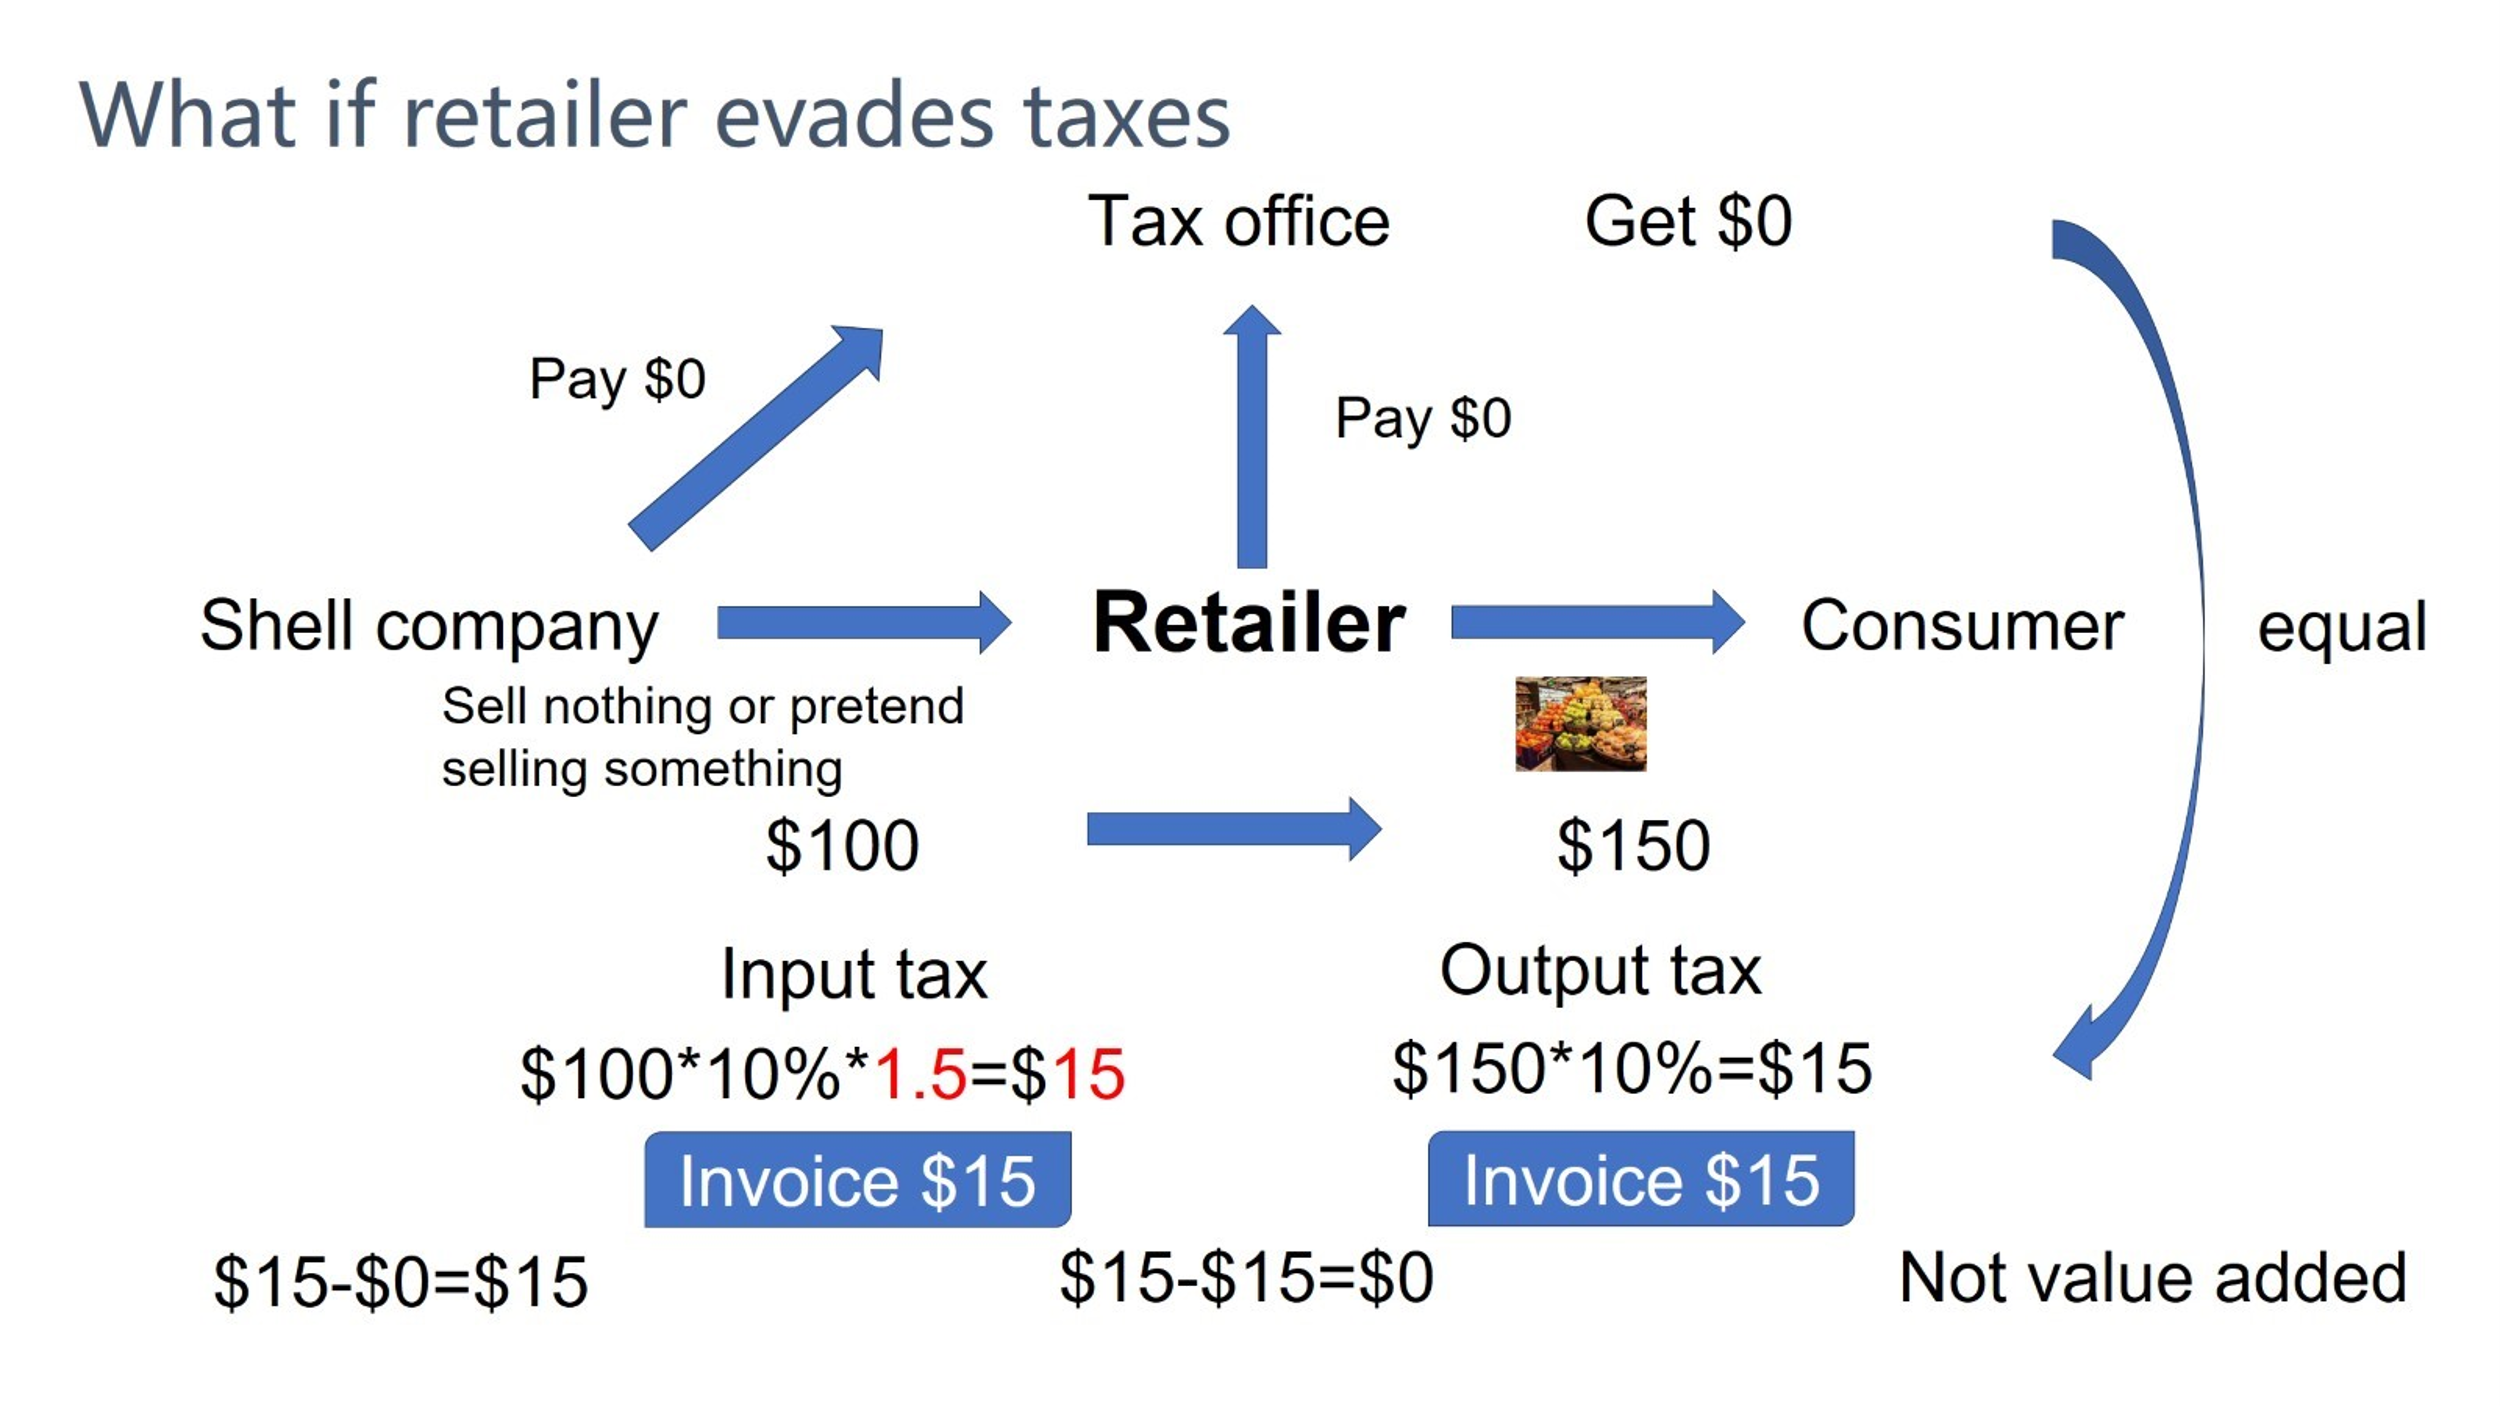 What if retailer evades taxes
Tax office
Get $0
Pay $0
Pay $0
Shell company
Retailer
Consumer
equal
Sell nothing or pretend
selling something
$100
$150
Input tax
Output tax
$100*10%*1.5=$15
$150*10%=$15
Invoice $15
Invoice $15
$15-$0=$15
$15-$15=$0
Not value added